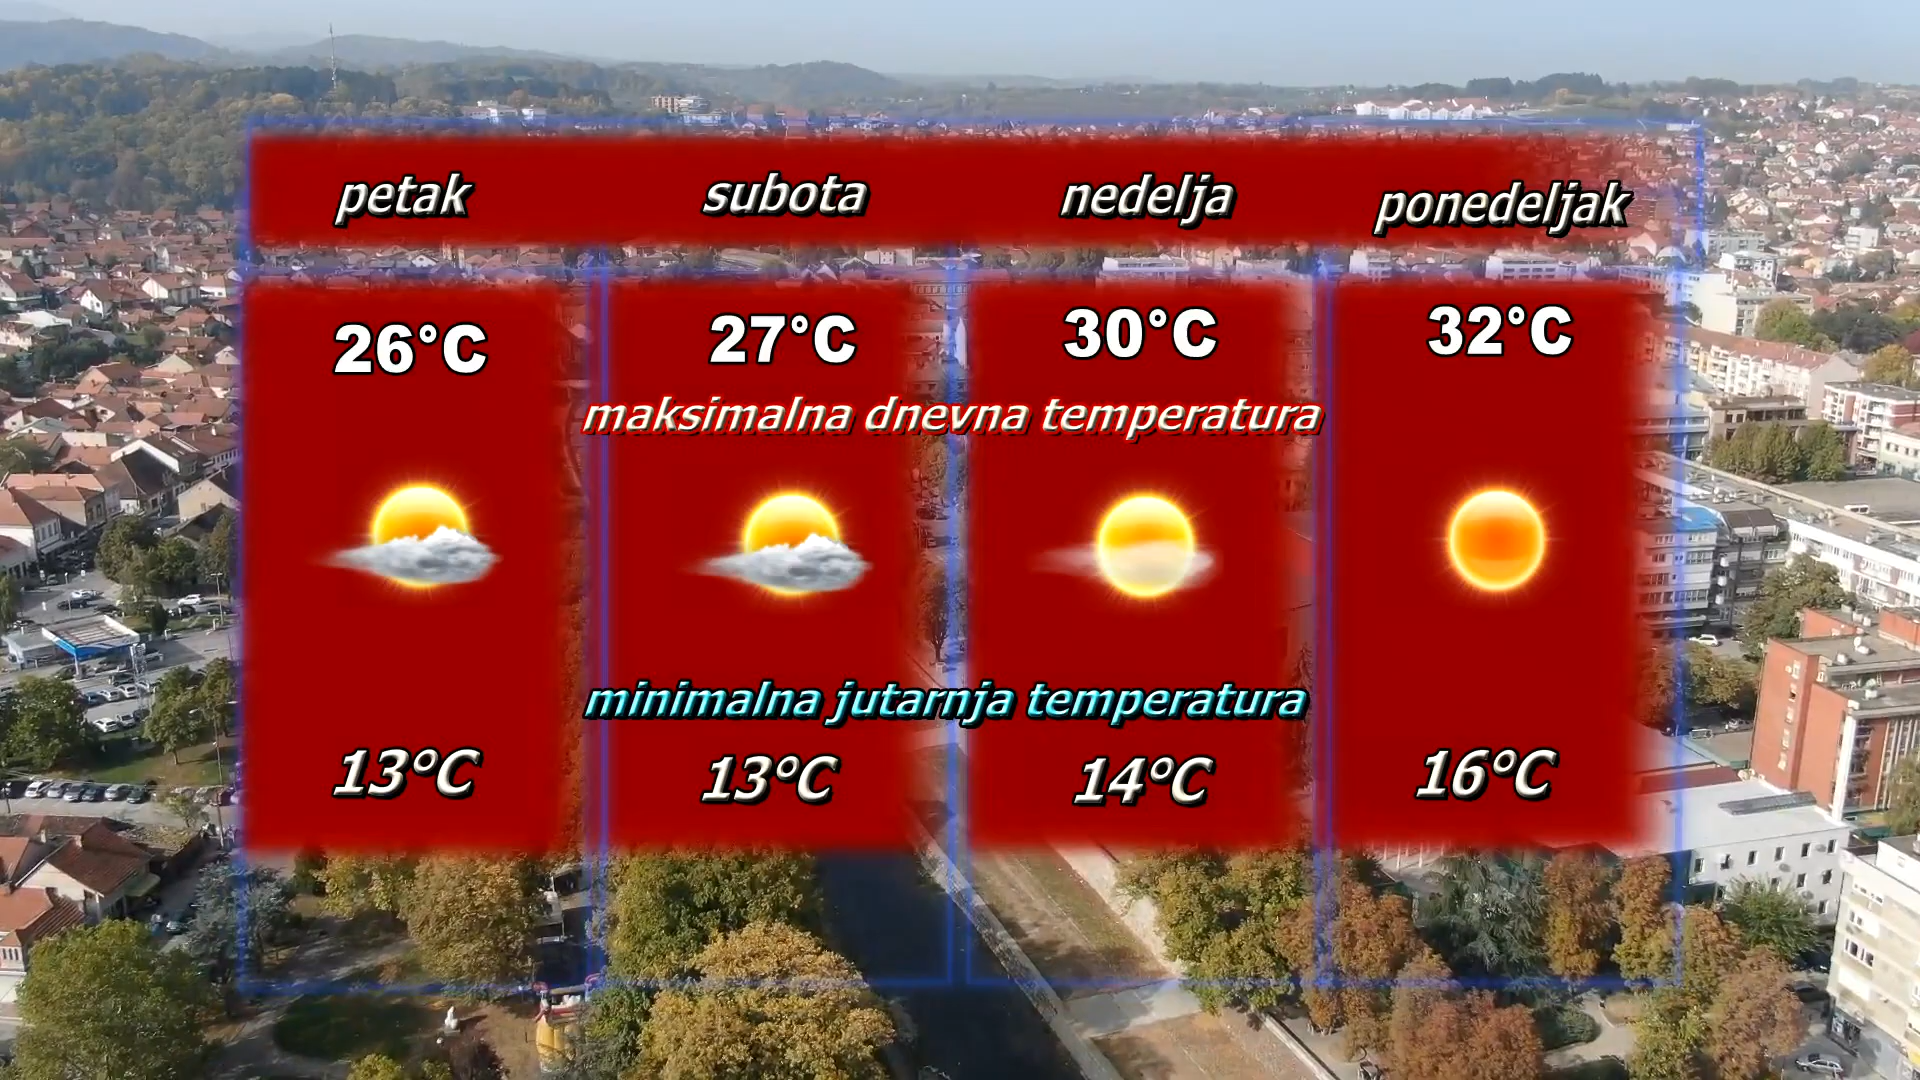 petak subota nedelja ponedeljak
26°C 27°C 30°C 32°C
maksimalna dnevna temperatura
minimalna jutarnja temperatura
13°C 13°C 14°C 16°C